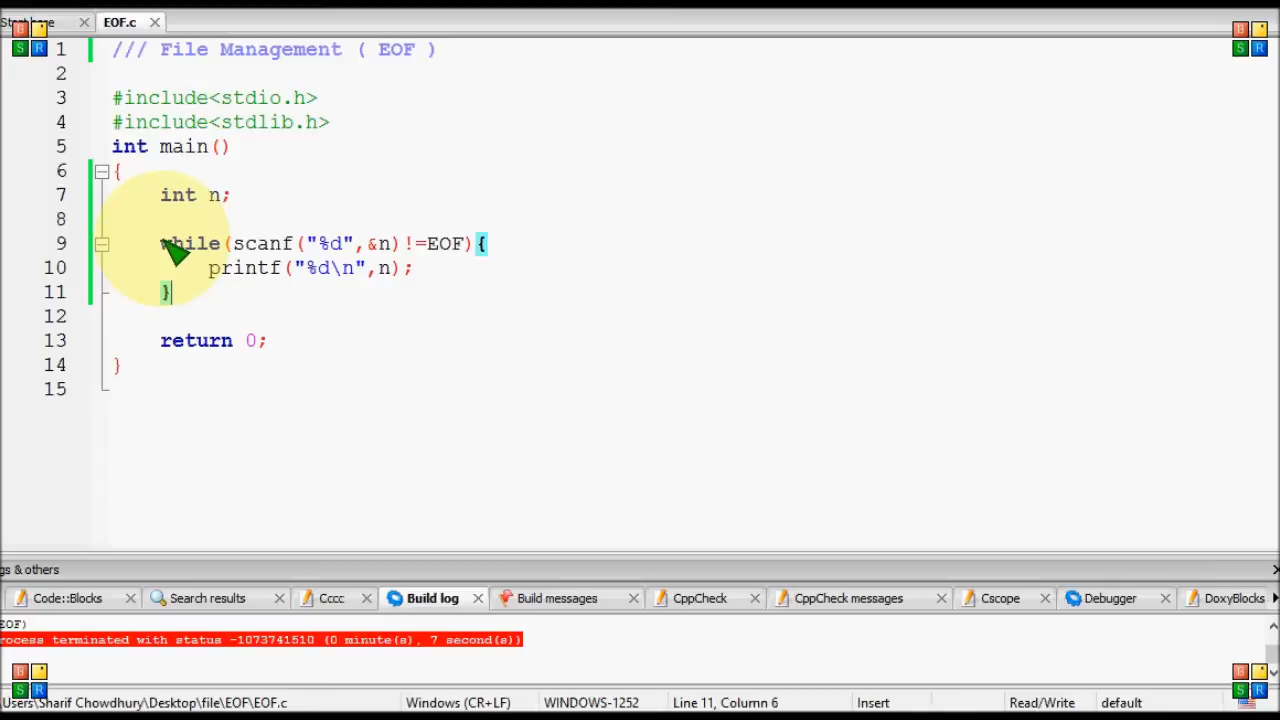 Start here EOF.c
1 /// File Management ( EOF )
2
3 #include<stdio.h>
4 #include<stdlib.h>
5 int main()
6 {
7 int n;
8
9 while(scanf("%d",&n)!=EOF){
10 printf("%d\n",n);
11 }
12
13 return 0;
14 }
15
gs & others
Code::Blocks Search results Cccc Build log Build messages CppCheck CppCheck messages Cscope Debugger DoxyBlocks
EOF)
rocess terminated with status -1073741510 (0 minute(s), 7 second(s))
B
S R
B
S R
B
S R
B
S R
\Users\Sharif Chowdhury\Desktop\file\EOF\EOF.c Windows (CR+LF) WINDOWS-1252 Line 11, Column 6 Insert Read/Write default